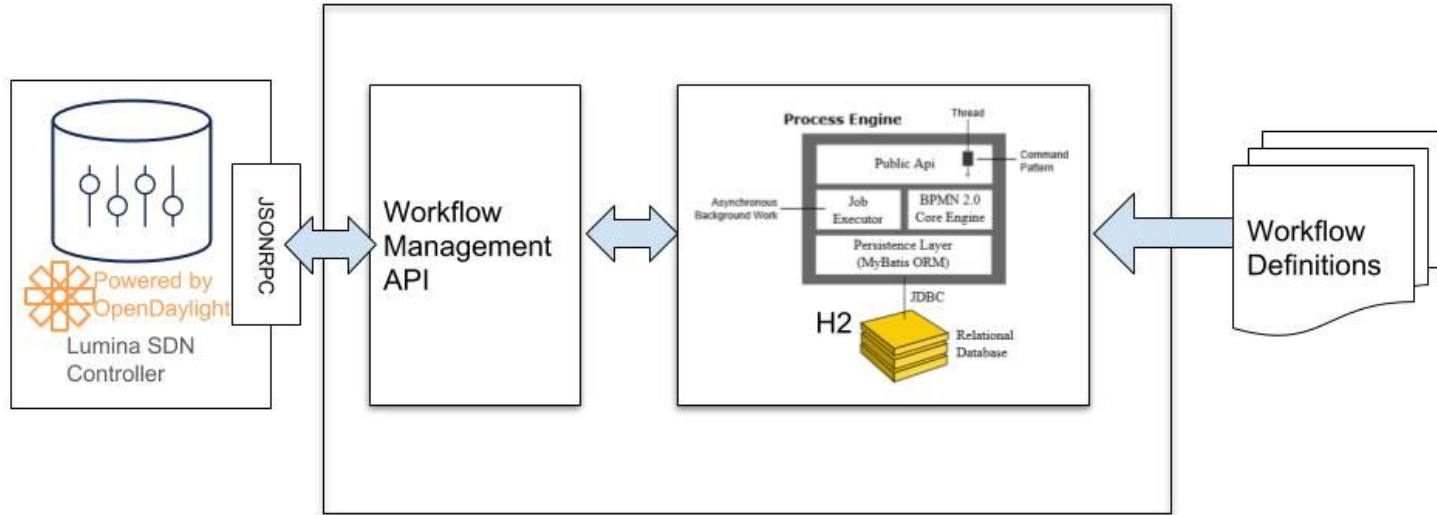 Powered by
OpenDaylight
Lumina SDN
Controller
JSONRPC
Workflow
Management
API
Process Engine
Thread
Public Api
Command
Pattern
Asynchronous
Background Work
Job
Executor
BPMN 2.0
Core Engine
Persistence Layer
(MyBatis ORM)
JDBC
H2
Relational
Database
Workflow
Definitions